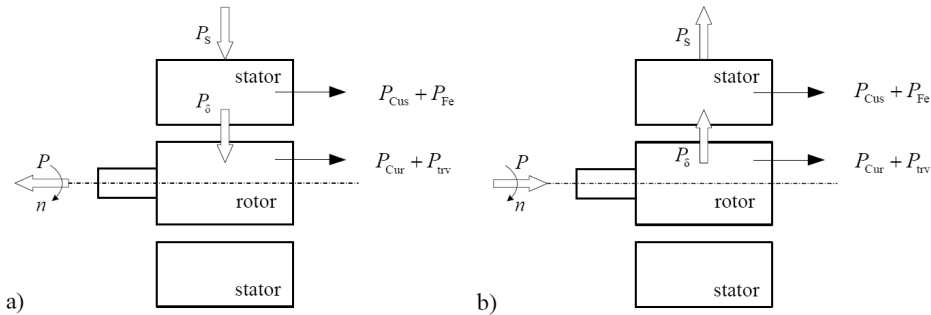 P_S
stator
P_Cus + P_Fe
P_δ
P_Cur + P_trv
P
n
rotor
stator
a)
P_S
stator
P_Cus + P_Fe
P_δ
P_Cur + P_trv
P
n
rotor
stator
b)